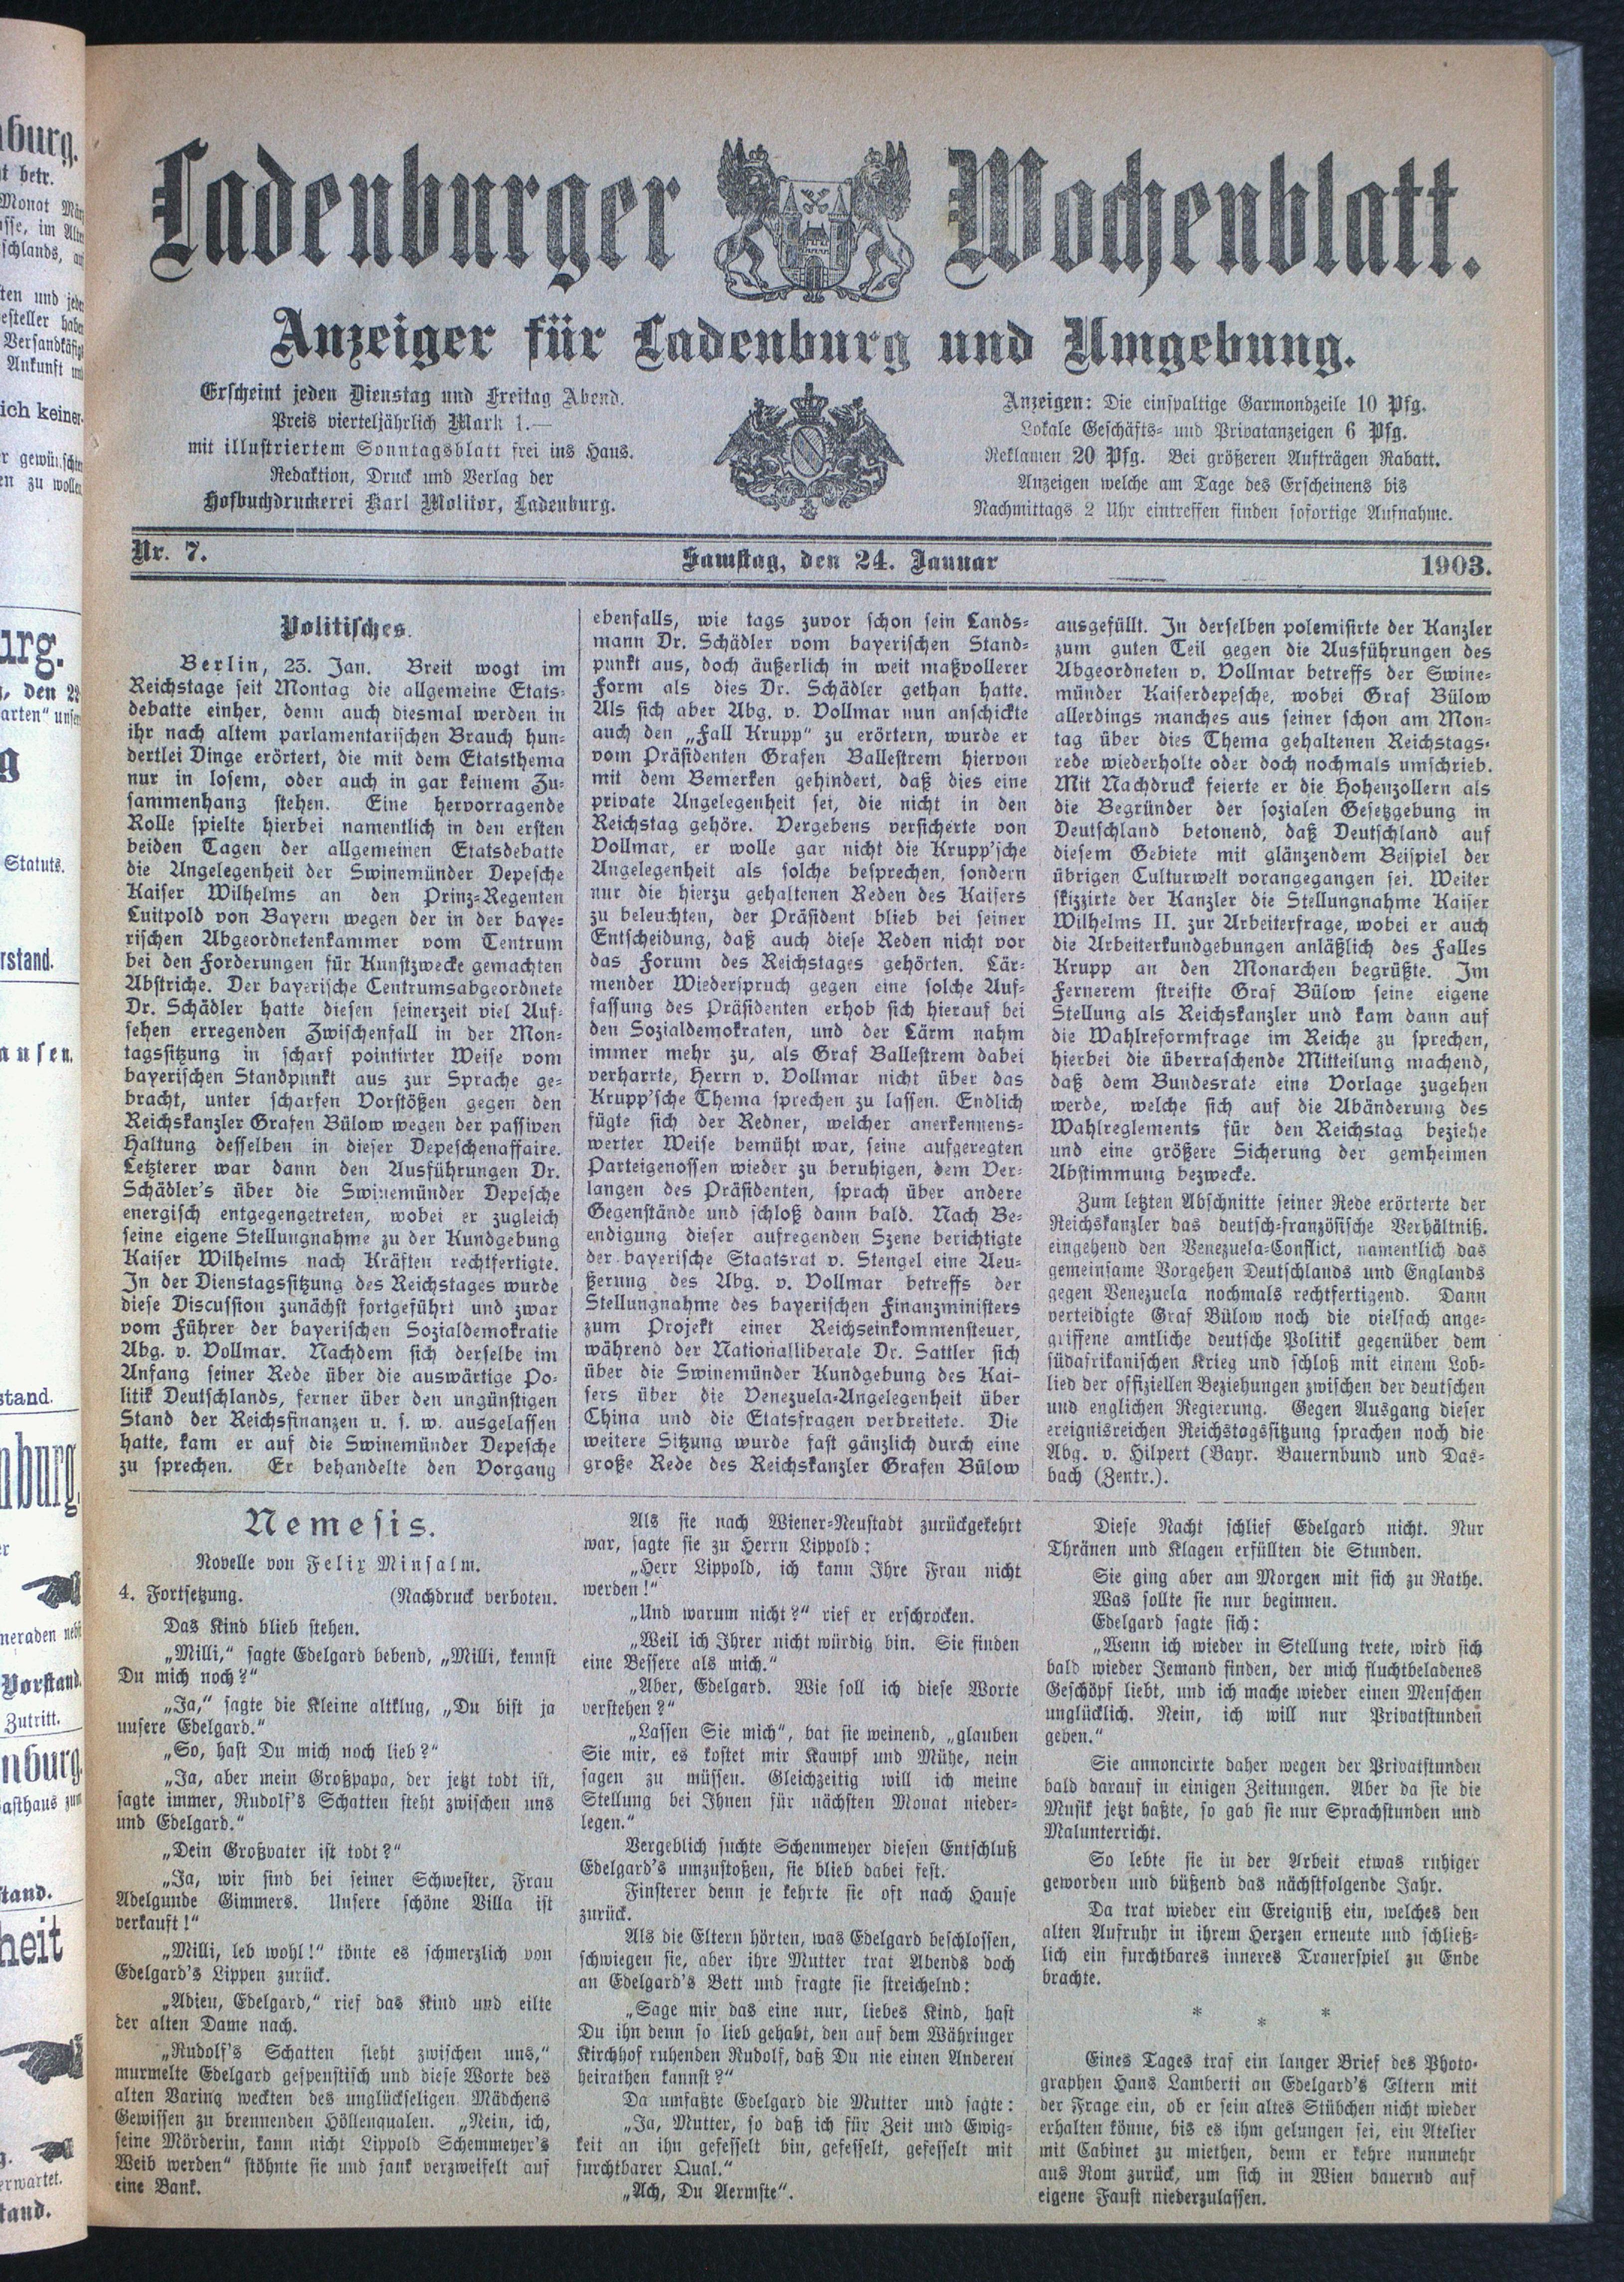 Ladenburger Wochenblatt.
Anzeiger für Ladenburg und Umgebung.
Erscheint jeden Dienstag und Freitag Abend.
Preis vierteljährlich Mark 1.—
mit illustriertem Sonntagsblatt frei ins Haus.
Redaktion, Druck und Verlag der
Hofbuchdruckerei Karl Molitor, Ladenburg.
Anzeigen: Die einspaltige Garmondzeile 10 Pfg.
Lokale Geschäfts- und Privatanzeigen 6 Pfg.
Reklamen 20 Pfg. Bei größeren Aufträgen Rabatt.
Anzeigen welche am Tage des Erscheinens bis
Nachmittags 2 Uhr eintreffen finden sofortige Aufnahme.
Nr. 7. Samstag, den 24. Januar 1903.
Politisches.
Berlin, 23. Jan. Breit wogt im
Reichstage seit Montag die allgemeine Etats-
debatte einher, denn auch diesmal werden in
ihr nach altem parlamentarischen Brauch hun-
dertlei Dinge erörtert, die mit dem Etatsthema
nur in losem, oder auch in gar keinem Zu-
sammenhang stehen. Eine hervorragende
Rolle spielte hierbei namentlich in den ersten
beiden Tagen der allgemeinen Etatsdebatte
die Angelegenheit der Swinemünder Depesche
Kaiser Wilhelms an den Prinz-Regenten
Luitpold von Bayern wegen der in der baye-
rischen Abgeordnetenkammer vom Centrum
bei den Forderungen für Kunstzwecke gemachten
Abstriche. Der bayerische Centrumsabgeordnete
Dr. Schädler hatte diesen seinerzeit viel Auf-
sehen erregenden Zwischenfall in der Mon-
tagssitzung in scharf pointirter Weise vom
bayerischen Standpunkt aus zur Sprache ge-
bracht, unter scharfen Vorstößen gegen den
Reichskanzler Grafen Bülow wegen der passiven
Haltung desselben in dieser Depeschenaffaire.
Letzterer war dann den Ausführungen Dr.
Schädler's über die Swinemünder Depesche
energisch entgegengetreten, wobei er zugleich
seine eigene Stellungnahme zu der Kundgebung
Kaiser Wilhelms nach Kräften rechtfertigte.
In der Dienstagssitzung des Reichstages wurde
diese Discussion zunächst fortgeführt und zwar
vom Führer der bayerischen Sozialdemokratie
Abg. v. Vollmar. Nachdem sich derselbe im
Anfang seiner Rede über die auswärtige Po-
litik Deutschlands, ferner über den ungünstigen
Stand der Reichsfinanzen u. s. w. ausgelassen
hatte, kam er auf die Swinemünder Depesche
zu sprechen. Er behandelte den Vorgang
ebenfalls, wie tags zuvor schon sein Lands-
mann Dr. Schädler vom bayerischen Stand-
punkt aus, doch äußerlich in weit maßvollerer
Form als dies Dr. Schädler gethan hatte.
Als sich aber Abg. v. Vollmar nun anschickte
auch den „Fall Krupp“ zu erörtern, wurde er
vom Präsidenten Grafen Ballestrem hiervon
mit dem Bemerken gehindert, daß dies eine
private Angelegenheit sei, die nicht in den
Reichstag gehöre. Vergebens versicherte von
Vollmar, er wolle gar nicht die Krupp'sche
Angelegenheit als solche besprechen, sondern
nur die hierzu gehaltenen Reden des Kaisers
zu beleuchten, der Präsident blieb bei seiner
Entscheidung, daß auch diese Reden nicht vor
das Forum des Reichstages gehörten. Lär-
mender Wiederspruch gegen eine solche Auf-
fassung des Präsidenten erhob sich hierauf bei
den Sozialdemokraten, und der Lärm nahm
immer mehr zu, als Graf Ballestrem dabei
verharrte, Herrn v. Vollmar nicht über das
Krupp'sche Thema sprechen zu lassen. Endlich
fügte sich der Redner, welcher anerkennens-
werter Weise bemüht war, seine aufgeregten
Parteigenossen wieder zu beruhigen, dem Ver-
langen des Präsidenten, sprach über andere
Gegenstände und schloß dann bald. Nach Be-
endigung dieser aufregenden Szene berichtigte
der bayerische Staatsrat v. Stengel eine Aeu-
ßerung des Abg. v. Vollmar betreffs der
Stellungnahme des bayerischen Finanzministers
zum Projekt einer Reichseinkommensteuer,
während der Nationalliberale Dr. Sattler sich
über die Swinemünder Kundgebung des Kai-
sers über die Venezuela-Angelegenheit über
China und die Etatsfragen verbreitete. Die
weitere Sitzung wurde fast gänzlich durch eine
große Rede des Reichskanzler Grafen Bülow
ausgefüllt. In derselben polemisirte der Kanzler
zum guten Teil gegen die Ausführungen des
Abgeordneten v. Vollmar betreffs der Swine-
münder Kaiserdepesche, wobei Graf Bülow
allerdings manches aus seiner schon am Mon-
tag über dies Thema gehaltenen Reichstags-
rede wiederholte oder doch nochmals umschrieb.
Mit Nachdruck feierte er die Hohenzollern als
die Begründer der sozialen Gesetzgebung in
Deutschland betonend, daß Deutschland auf
diesem Gebiete mit glänzendem Beispiel der
übrigen Culturwelt vorangegangen sei. Weiter
skizzirte der Kanzler die Stellungnahme Kaiser
Wilhelms II. zur Arbeiterfrage, wobei er auch
die Arbeiterkundgebungen anläßlich des Falles
Krupp an den Monarchen begrüßte. Im
Fernerem streifte Graf Bülow seine eigene
Stellung als Reichskanzler und kam dann auf
die Wahlreformfrage im Reiche zu sprechen,
hierbei die überraschende Mitteilung machend,
daß dem Bundesrate eine Vorlage zugehen
werde, welche sich auf die Abänderung des
Wahlreglements für den Reichstag beziehe
und eine größere Sicherung der gemheimen
Abstimmung bezwecke.
Zum letzten Abschnitte seiner Rede erörterte der
Reichskanzler das deutsch-französische Verhältniß.
eingehend den Venezuela-Conflict, namentlich das
gemeinsame Vorgehen Deutschlands und Englands
gegen Venezuela nochmals rechtfertigend. Dann
verteidigte Graf Bülow noch die vielfach ange-
griffene amtliche deutsche Politik gegenüber dem
südafrikanischen Krieg und schloß mit einem Lob-
lied der offiziellen Beziehungen zwischen der deutschen
und englichen Regierung. Gegen Ausgang dieser
ereignisreichen Reichstagssitzung sprachen noch die
Abg. v. Hilpert (Bayr. Bauernbund und Das-
bach (Zentr.).
Nemesis.
Novelle von Felix Minsalm.
4. Fortsetzung. (Nachdruck verboten.
Das Kind blieb stehen.
„Milli,“ sagte Edelgard bebend, „Milli, kennst
Du mich noch?“
„Ja,“ sagte die Kleine altklug, „Du bist ja
unsere Edelgard.“
„So, hast Du mich noch lieb?“
„Ja, aber mein Großpapa, der jetzt todt ist,
sagte immer, Rudolf's Schatten steht zwischen uns
und Edelgard.“
„Dein Großvater ist todt?“
„Ja, wir sind bei seiner Schwester, Frau
Adelgunde Gimmers. Unsere schöne Villa ist
verkauft!“
„Milli, leb wohl!“ tönte es schmerzlich von
Edelgard's Lippen zurück.
„Adieu, Edelgard,“ rief das Kind und eilte
der alten Dame nach.
„Rudolf's Schatten steht zwischen uns,“
murmelte Edelgard gespenstisch und diese Worte des
alten Varing weckten des unglückseligen Mädchens
Gewissen zu brennenden Höllenqualen. „Nein, ich,
seine Mörderin, kann nicht Lippold Schemmeyer's
Weib werden“ stöhnte sie und sank verzweifelt auf
eine Bank.
Als sie nach Wiener-Neustadt zurückgekehrt
war, sagte sie zu Herrn Lippold:
„Herr Lippold, ich kann Ihre Frau nicht
werden!“
„Und warum nicht?“ rief er erschrocken.
„Weil ich Ihrer nicht würdig bin. Sie finden
eine Bessere als mich.“
„Aber, Edelgard. Wie soll ich diese Worte
verstehen?“
„Lassen Sie mich“, bat sie weinend, „glauben
Sie mir, es kostet mir Kampf und Mühe, nein
sagen zu müssen. Gleichzeitig will ich meine
Stellung bei Ihnen für nächsten Monat nieder-
legen.“
Vergeblich suchte Schemmeyer diesen Entschluß
Edelgard's umzustoßen, sie blieb dabei fest.
Finsterer denn je kehrte sie oft nach Hause
zurück.
Als die Eltern hörten, was Edelgard beschlossen,
schwiegen sie, aber ihre Mutter trat Abends doch
an Edelgard's Bett und fragte sie streichelnd:
„Sage mir das eine nur, liebes Kind, hast
Du ihn denn so lieb gehabt, den auf dem Währinger
Kirchhof ruhenden Rudolf, daß Du nie einen Anderen
heirathen kannst?“
Da umfaßte Edelgard die Mutter und sagte:
„Ja, Mutter, so daß ich für Zeit und Ewig-
keit an ihn gefesselt bin, gefesselt, gefesselt mit
furchtbarer Qual.“
„Ach, Du Aermste“.
Diese Nacht schlief Edelgard nicht. Nur
Thränen und Klagen erfüllten die Stunden.
Sie ging aber am Morgen mit sich zu Rathe.
Was sollte sie nur beginnen.
Edelgard sagte sich:
„Wenn ich wieder in Stellung trete, wird sich
bald wieder Jemand finden, der mich fluchtbeladenes
Geschöpf liebt, und ich mache wieder einen Menschen
unglücklich. Nein, ich will nur Privatstunden
geben.“
Sie annoncirte daher wegen der Privatstunden
bald darauf in einigen Zeitungen. Aber da sie die
Musik jetzt haßte, so gab sie nur Sprachstunden und
Malunterricht.
So lebte sie in der Arbeit etwas ruhiger
geworden und büßend das nächstfolgende Jahr.
Da trat wieder ein Ereigniß ein, welches den
alten Aufruhr in ihrem Herzen erneute und schließ-
lich ein furchtbares inneres Trauerspiel zu Ende
brachte.
* * *
Eines Tages traf ein langer Brief des Photo-
graphen Hans Lamberti an Edelgard's Eltern mit
der Frage ein, ob er sein altes Stübchen nicht wieder
erhalten könne, bis es ihm gelungen sei, ein Atelier
mit Cabinet zu miethen, denn er kehre nunmehr
aus Rom zurück, um sich in Wien dauernd auf
eigene Faust niederzulassen.